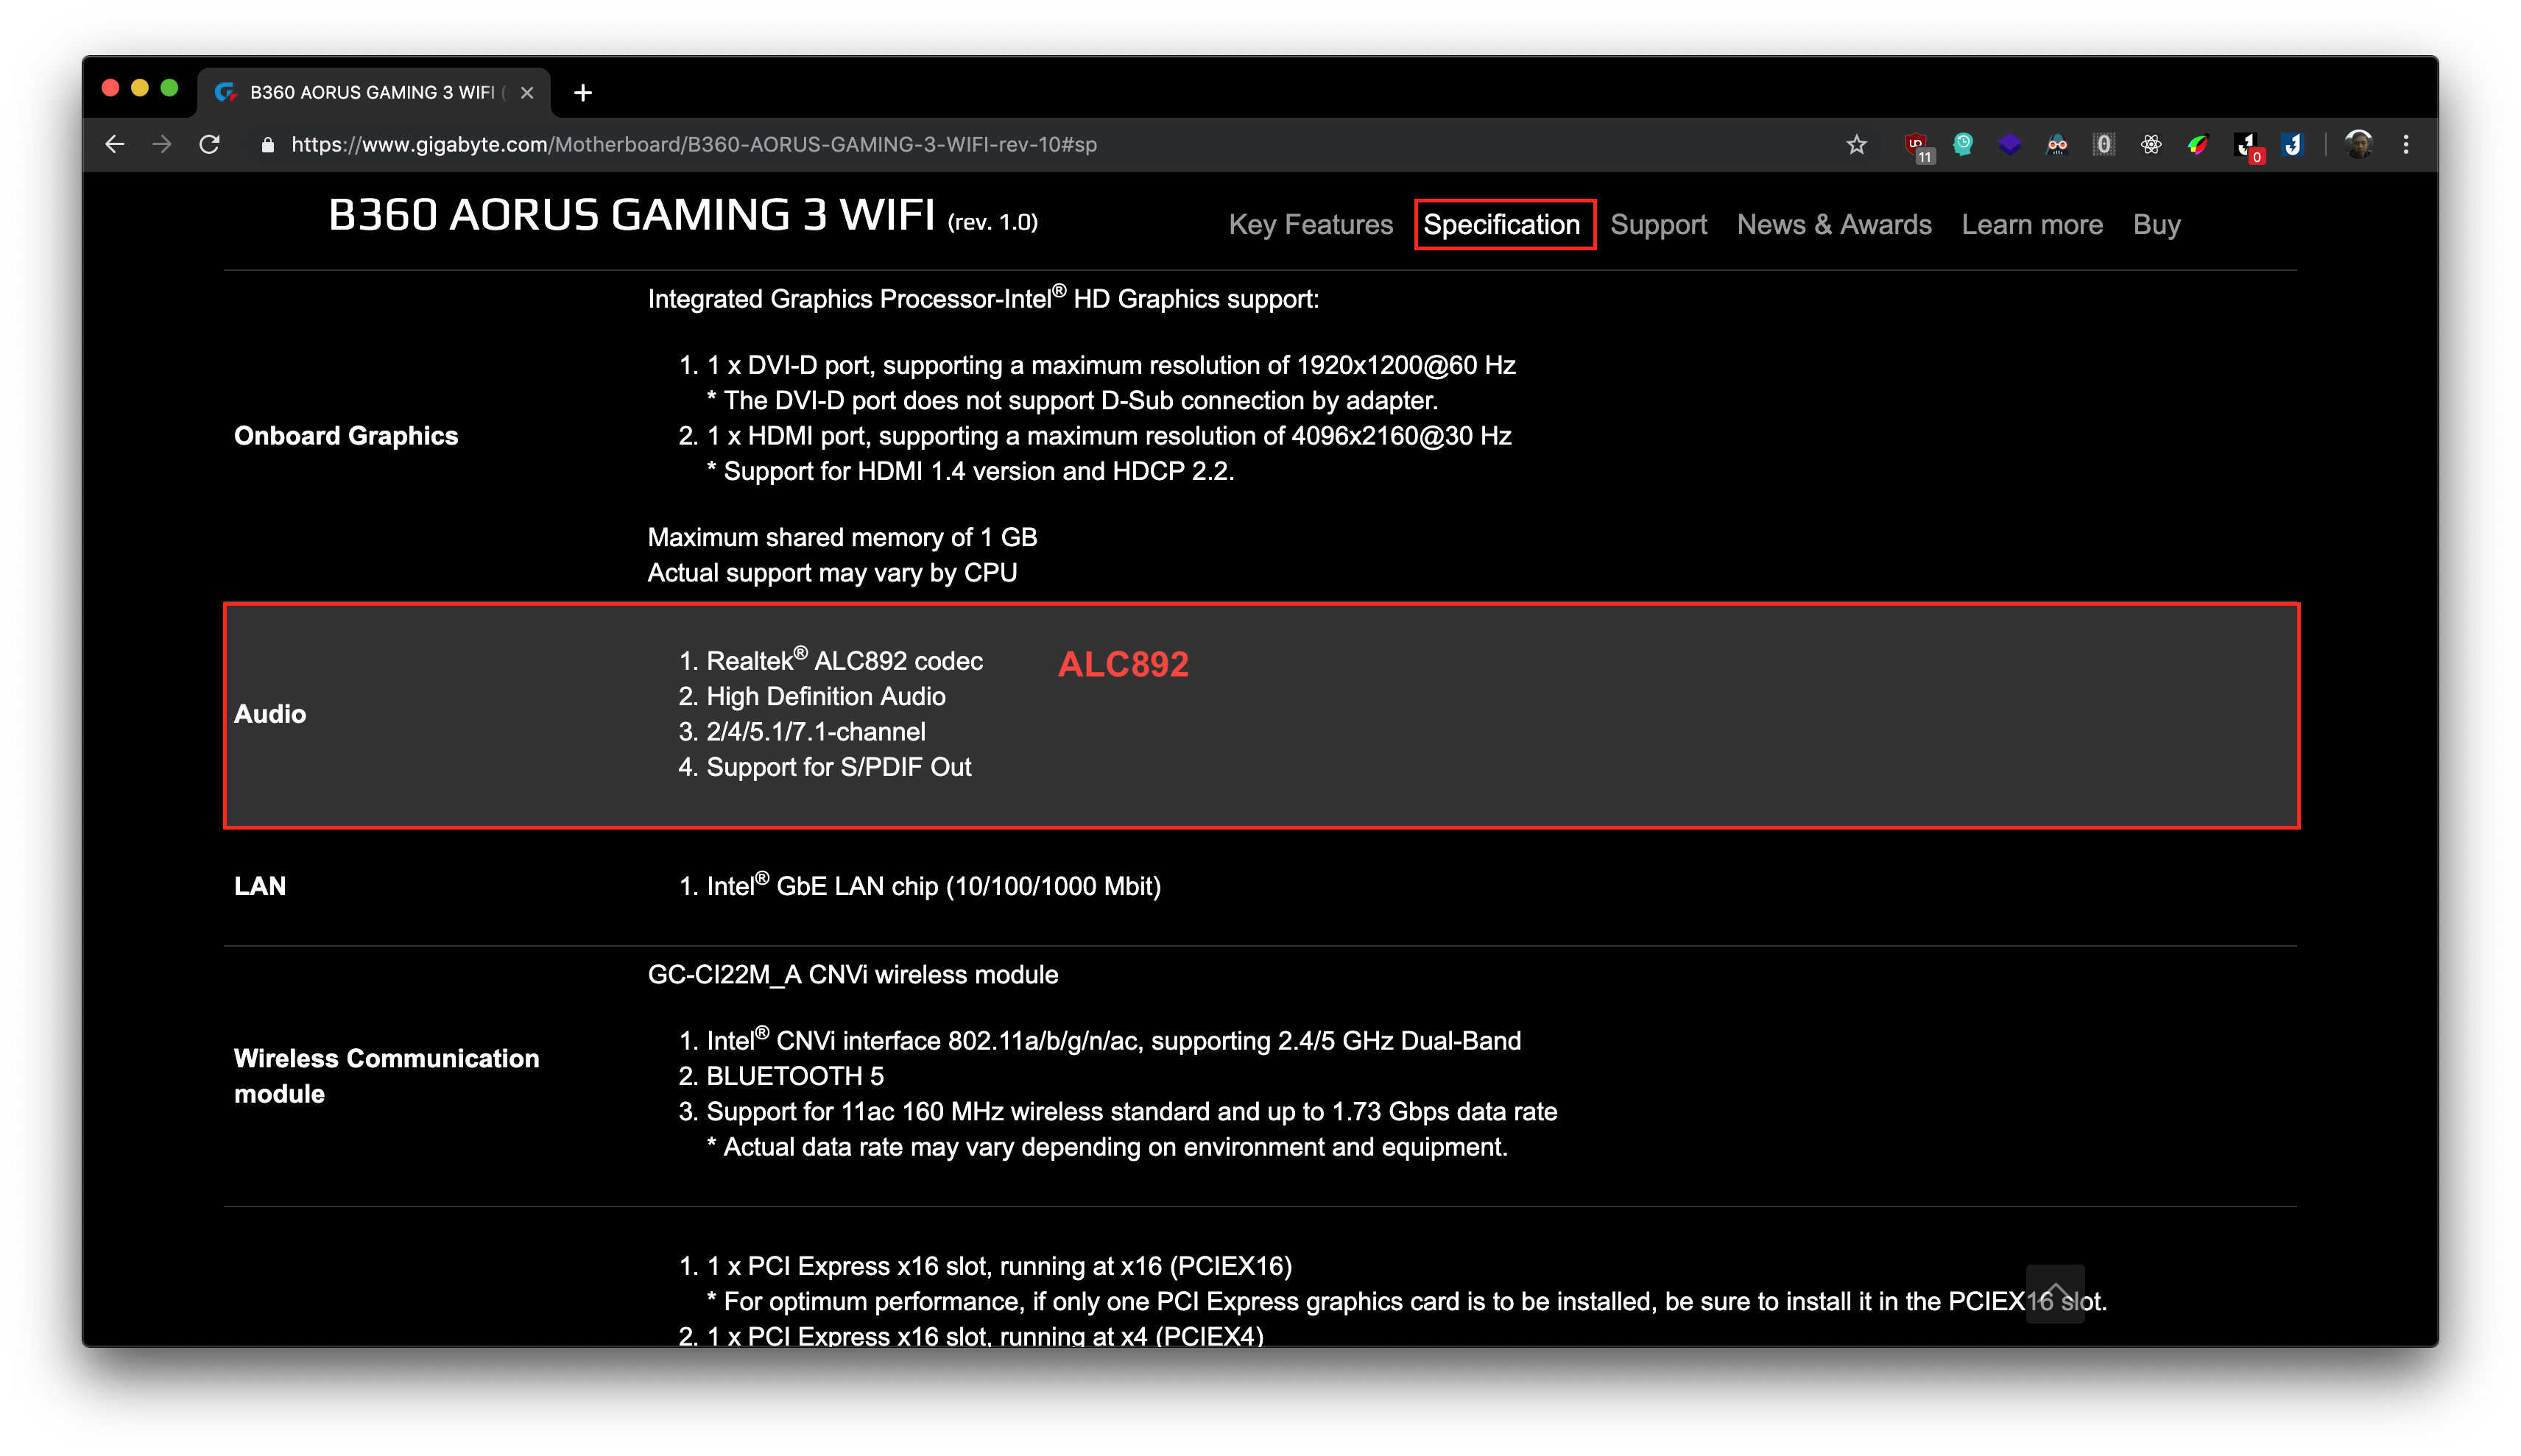 B360 AORUS GAMING 3 WIFI (
https://www.gigabyte.com/Motherboard/B360-AORUS-GAMING-3-WIFI-rev-10#sp
11
0
B360 AORUS GAMING 3 WIFI (rev. 1.0)
Key Features Specification Support News & Awards Learn more Buy
Integrated Graphics Processor-Intel® HD Graphics support:
1. 1 x DVI-D port, supporting a maximum resolution of 1920x1200@60 Hz
* The DVI-D port does not support D-Sub connection by adapter.
Onboard Graphics
2. 1 x HDMI port, supporting a maximum resolution of 4096x2160@30 Hz
* Support for HDMI 1.4 version and HDCP 2.2.
Maximum shared memory of 1 GB
Actual support may vary by CPU
1. Realtek® ALC892 codec ALC892
2. High Definition Audio
Audio
3. 2/4/5.1/7.1-channel
4. Support for S/PDIF Out
LAN
1. Intel® GbE LAN chip (10/100/1000 Mbit)
GC-CI22M_A CNVi wireless module
Wireless Communication
module
1. Intel® CNVi interface 802.11a/b/g/n/ac, supporting 2.4/5 GHz Dual-Band
2. BLUETOOTH 5
3. Support for 11ac 160 MHz wireless standard and up to 1.73 Gbps data rate
* Actual data rate may vary depending on environment and equipment.
1. 1 x PCI Express x16 slot, running at x16 (PCIEX16)
* For optimum performance, if only one PCI Express graphics card is to be installed, be sure to install it in the PCIEX16 slot.
2. 1 x PCI Express x16 slot, running at x4 (PCIEX4)